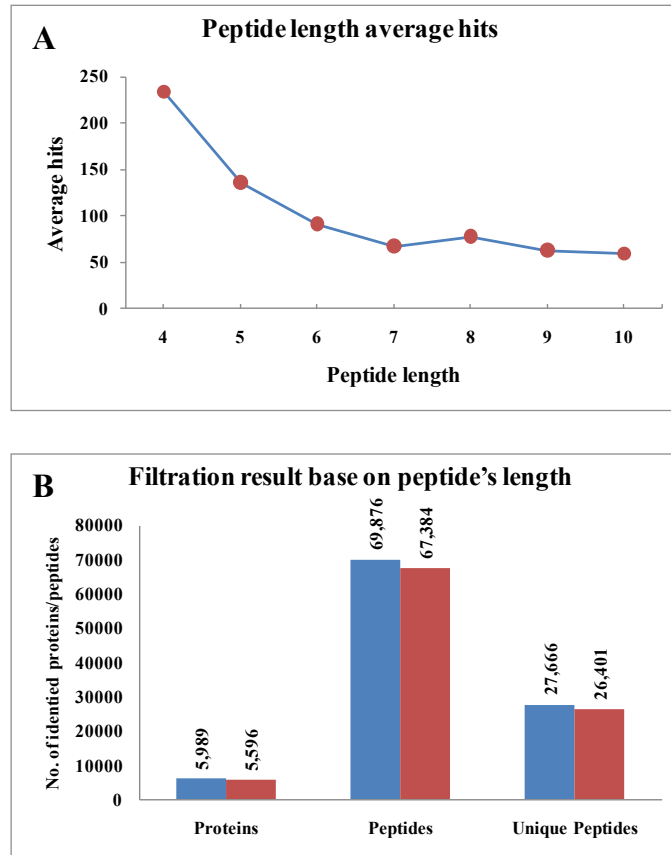 A
Peptide length average hits
Average hits
250
200
150
100
50
0
4 5 6 7 8 9 10
Peptide length
B
Filtration result base on peptide's length
No. of identied proteins/peptides
80000
70000
60000
50000
40000
30000
20000
10000
0
5,989 5,596 69,876 67,384 27,666 26,401
Proteins Peptides Unique Peptides